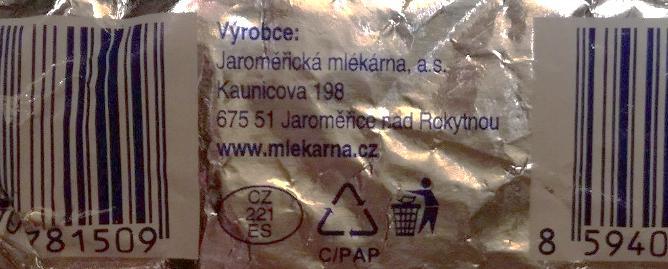 Výrobce:
Jaroměřická mlékárna, a.s.
Kaunicova 198
675 51 Jaroměřice nad Rokytnou
www.mlekarna.cz
CZ
221
ES
C/PAP
781509
8 5940